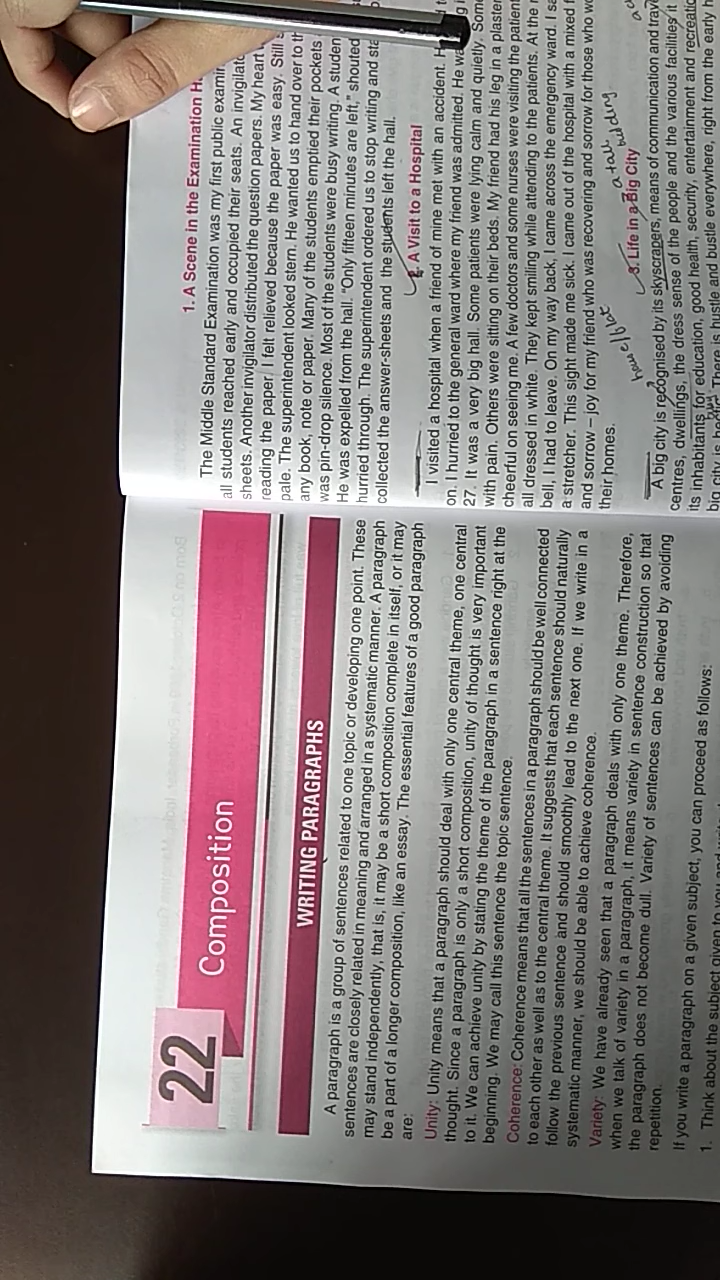 22
Composition
WRITING PARAGRAPHS
A paragraph is a group of sentences related to one topic or developing one point. These
sentences are closely related in meaning and arranged in a systematic manner. A paragraph
may stand independently, that is, it may be a short composition complete in itself, or it may
be a part of a longer composition, like an essay. The essential features of a good paragraph
are:
Unity: Unity means that a paragraph should deal with only one central theme, one central
thought. Since a paragraph is only a short composition, unity of thought is very important
to it. We can achieve unity by stating the theme of the paragraph in a sentence right at the
beginning. We may call this sentence the topic sentence.
Coherence: Coherence means that all the sentences in a paragraph should be well connected
to each other as well as to the central theme. It suggests that each sentence should naturally
follow the previous sentence and should smoothly lead to the next one. If we write in a
systematic manner, we should be able to achieve coherence.
Variety: We have already seen that a paragraph deals with only one theme. Therefore,
when we talk of variety in a paragraph, it means variety in sentence construction so that
the paragraph does not become dull. Variety of sentences can be achieved by avoiding
repetition.
If you write a paragraph on a given subject, you can proceed as follows:
1. Think about the subject given to you and
1. A Scene in the Examination
The Middle Standard Examination was my first public
all students reached early and occupied their seats. An
sheets. Another invigilator distributed the question papers. My heart
reading the paper. I felt relieved because the paper was easy. Still
pale. The superintendent looked stern. He wanted us to hand over to
any book, note or paper. Many of the students emptied their pockets
was pin-drop silence. Most of the students were busy writing. A
He was expelled from the hall. "Only fifteen minutes are left," shouted
hurried through. The superintendent ordered us to stop writing and
collected the answer-sheets and the students left the hall.
2. A Visit to a Hospital
I visited a hospital when a friend of mine met with an accident.
on. I hurried to the general ward where my friend was admitted. He
27. It was a very big hall. Some patients were lying calm and quietly.
with pain. Others were sitting on their beds. My friend had his leg in a
cheerful on seeing me. A few doctors and some nurses were visiting the
all dressed in white. They kept smiling while attending to the patients. At the
bell, I had to leave. On my way back, I came across the emergency ward. I
a stretcher. This sight made me sick. I came out of the hospital with a mixed
and sorrow – joy for my friend who was recovering and sorrow for those who
their homes.
a tall
building
3. Life in a Big City
A big city is recognised by its skyscrapers, means of communication and
centres, dwellings, the dress sense of the people and the various facilities it
its inhabitants for education, good health, security, entertainment and
There is hustle and bustle everywhere, right from the early